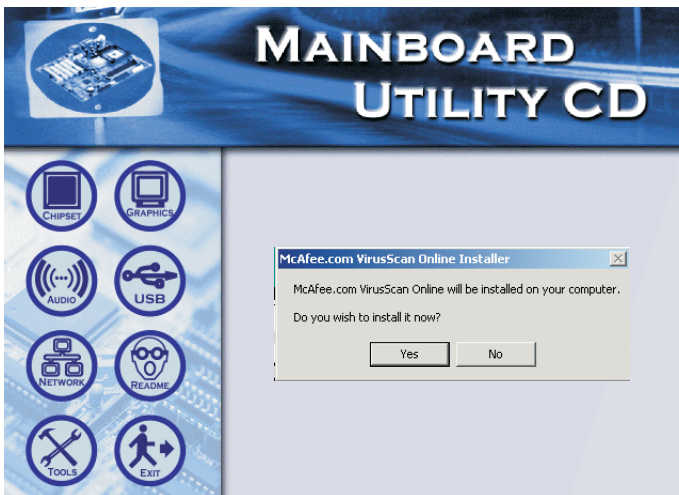 MAINBOARD
UTILITY CD
CHIPSET
GRAPHICS
AUDIO
USB
NETWORK
README
TOOLS
EXIT
McAfee.com VirusScan Online Installer
McAfee.com VirusScan Online will be installed on your computer.
Do you wish to install it now?
Yes
No